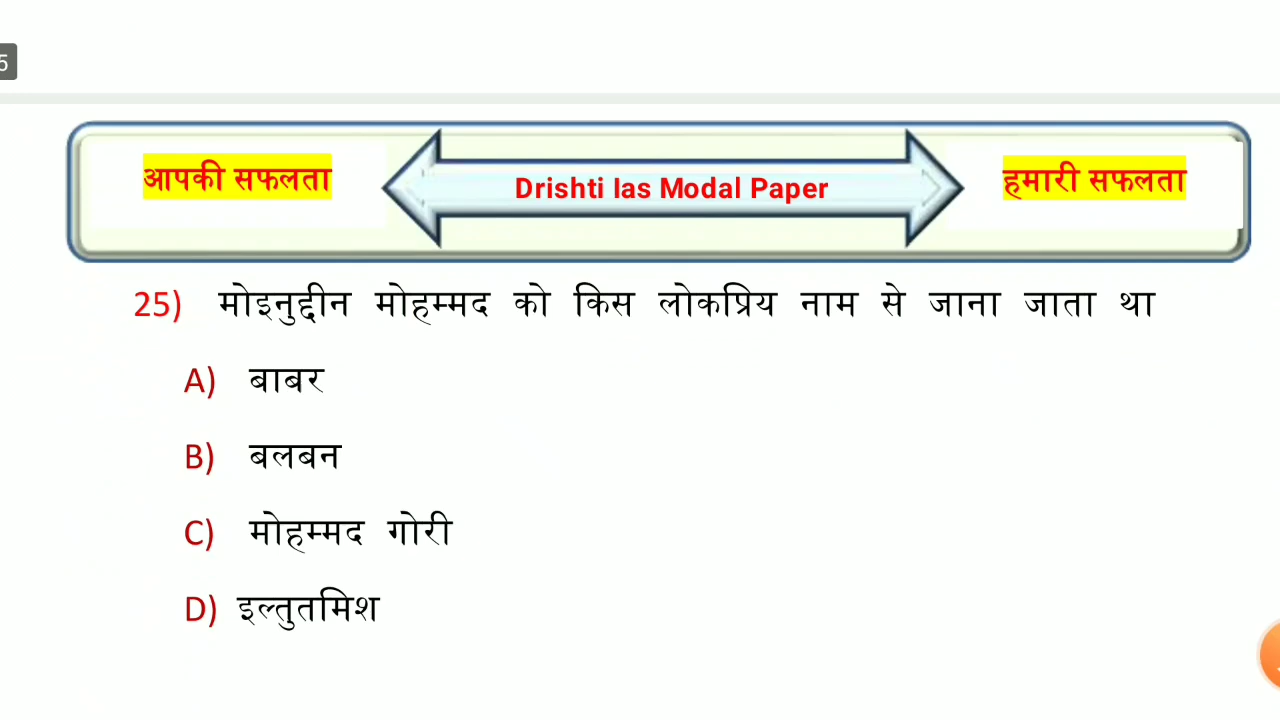 5
आपकी सफलता
Drishti Ias Modal Paper
हमारी सफलता
25) मोइनुद्दीन मोहम्मद को किस लोकप्रिय नाम से जाना जाता था
A) बाबर
B) बलबन
C) मोहम्मद गोरी
D) इल्तुतमिश